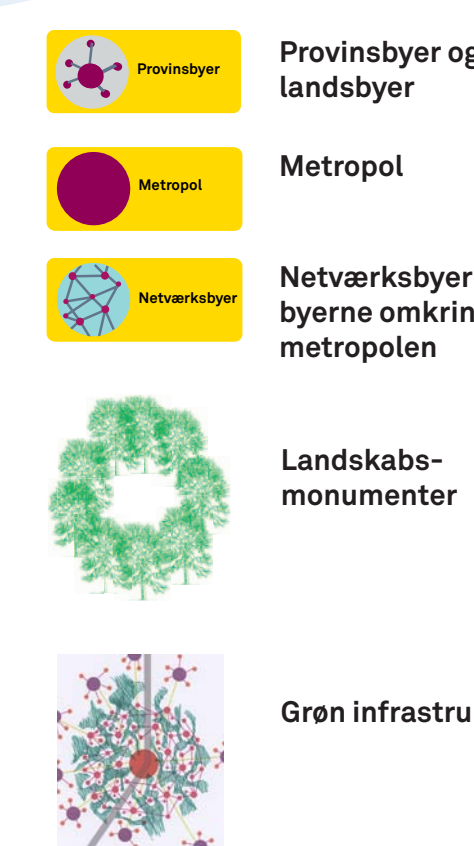 Provinsbyer
Provinsbyer og
landsbyer
Metropol
Metropol
Netværksbyer
Netværksbyer
byerne omkrin
metropolen
Landskabs-
monumenter
Grøn infrastru